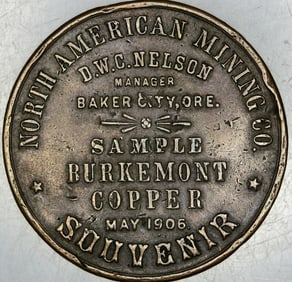 NORTH AMERICAN MINING CO.
D.W.C. NELSON
MANAGER
BAKER CITY, ORE.
SAMPLE
BURKEMONT
COPPER
MAY 1906
SOUVENIR